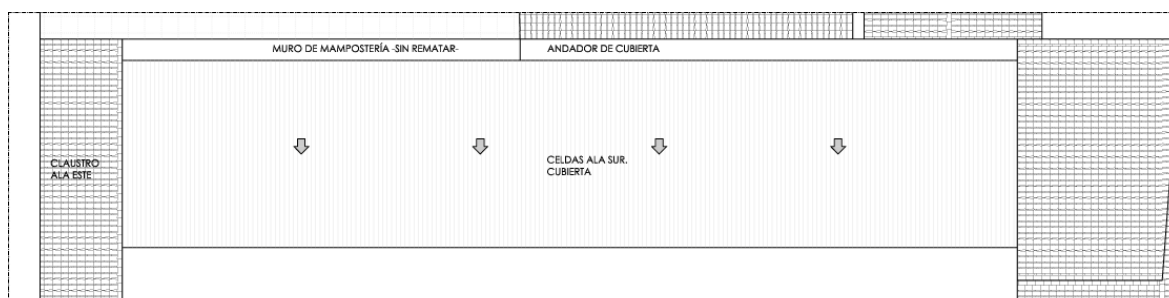 MURO DE MAMPOSTERÍA -SIN REMATAR-
ANDADOR DE CUBIERTA
CLAUSTRO
ALA ESTE
CELDAS ALA SUR.
CUBIERTA